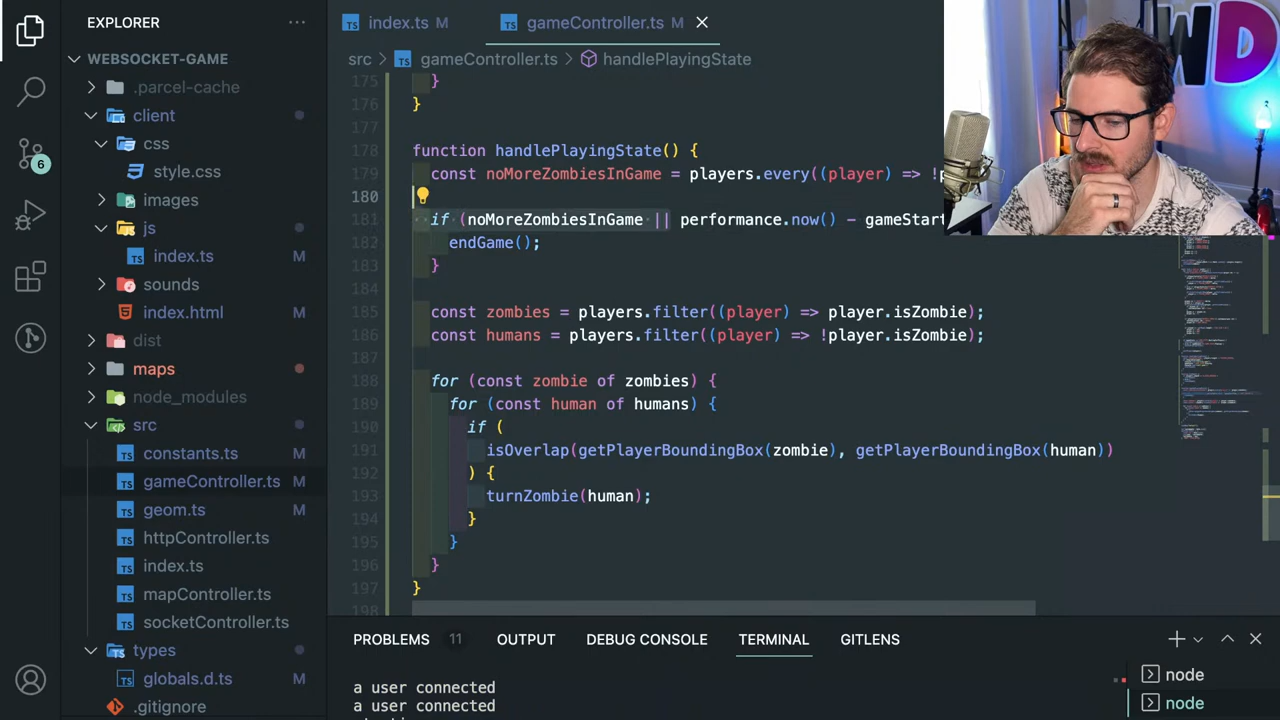 EXPLORER
WEBSOCKET-GAME
.parcel-cache
client
css
style.css
images
js
index.ts M
sounds
index.html M
dist
maps
node_modules
src
constants.ts M
gameController.ts M
geom.ts M
httpController.ts
index.ts
mapController.ts
socketController.ts
types
globals.d.ts M
.gitignore
6
TS index.ts M
TS gameController.ts M
src > TS gameController.ts > handlePlayingState
175 }
176 }
177
178 function handlePlayingState() {
179 const noMoreZombiesInGame = players.every((player) => !p
180
181 if (noMoreZombiesInGame || performance.now() - gameStar
182 endGame();
183 }
184
185 const zombies = players.filter((player) => player.isZombie);
186 const humans = players.filter((player) => !player.isZombie);
187
188 for (const zombie of zombies) {
189 for (const human of humans) {
190 if (
191 isOverlap(getPlayerBoundingBox(zombie), getPlayerBoundingBox(human))
192 ) {
193 turnZombie(human);
194 }
195 }
196 }
197 }
198
WD
PROBLEMS 11 OUTPUT DEBUG CONSOLE TERMINAL GITLENS
a user connected
a user connected
node
node